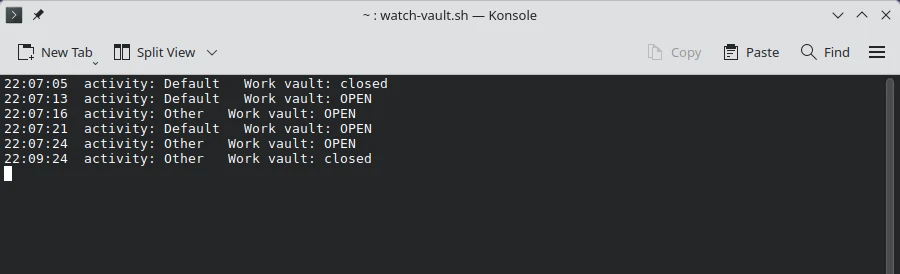 ~ : watch-vault.sh — Konsole
New Tab Split View Copy Paste Find
22:07:05  activity: Default   Work vault: closed
22:07:13  activity: Default   Work vault: OPEN
22:07:16  activity: Other   Work vault: OPEN
22:07:21  activity: Default   Work vault: OPEN
22:07:24  activity: Other   Work vault: OPEN
22:09:24  activity: Other   Work vault: closed